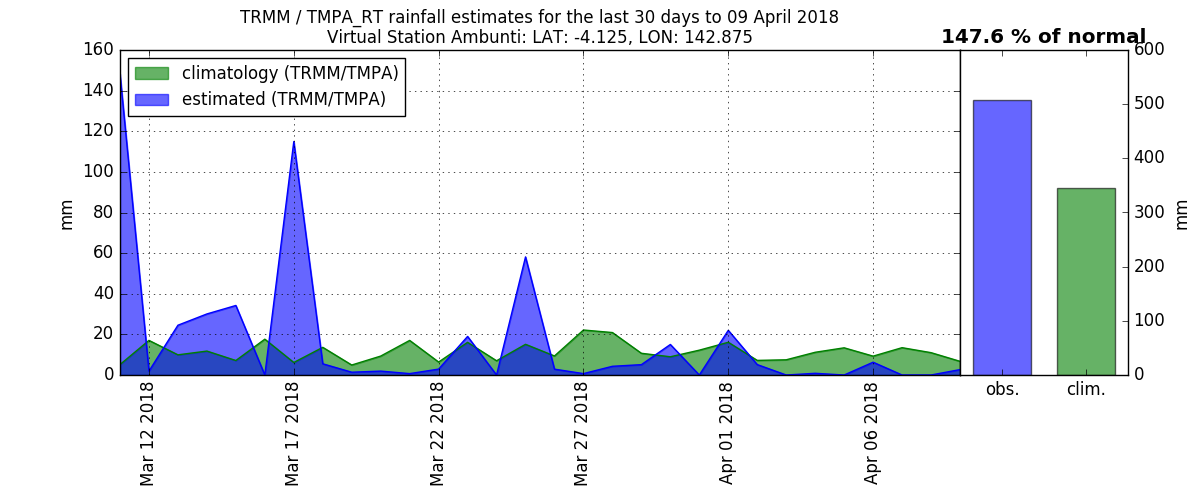 TRMM / TMPA_RT rainfall estimates for the last 30 days to 09 April 2018
Virtual Station Ambunti: LAT: -4.125, LON: 142.875
147.6 % of normal
climatology (TRMM/TMPA)
estimated (TRMM/TMPA)
160
140
120
100
80
60
40
20
0
mm
Mar 12 2018
Mar 17 2018
Mar 22 2018
Mar 27 2018
Apr 01 2018
Apr 06 2018
600
500
400
300
200
100
0
mm
obs.
clim.